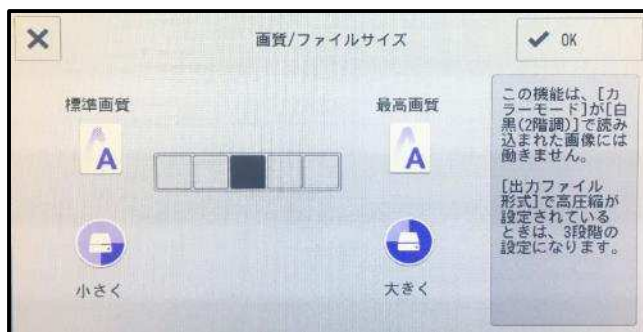 画質/ファイルサイズ
OK
標準画質
最高画質
A
A
小さく
大きく
この機能は、[カ
ラーモード]が[白
黒(2階調)]で読み
込まれた画像には
働きません。
[出力ファイル
形式]で高圧縮が
設定されている
ときは、3段階の
設定になります。